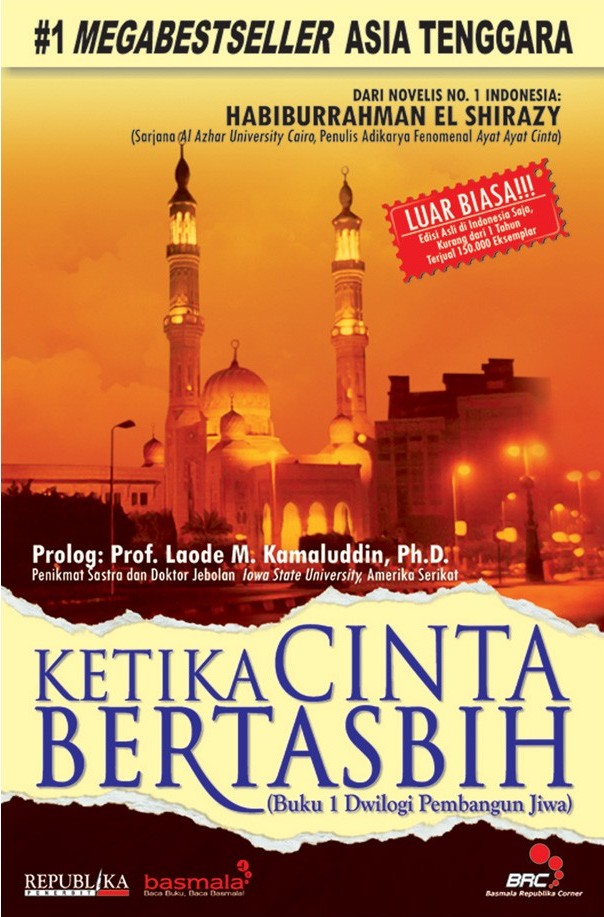 #1 MEGABESTSELLER ASIA TENGGARA
DARI NOVELIS NO. 1 INDONESIA:
HABIBURRAHMAN EL SHIRAZY
(Sarjana Al Azhar University Cairo, Penulis Adikarya Fenomenal Ayat Ayat Cinta)
LUAR BIASA!!!
Edisi Asli di Indonesia Saja,
Kurang dari 1 Tahun
Terjual 150.000 Eksemplar
Prolog: Prof. Laode M. Kamaluddin, Ph.D.
Penikmat Sastra dan Doktor Jebolan Iowa State University, Amerika Serikat
KETIKA CINTA
BERTASBIH
(Buku 1 Dwilogi Pembangun Jiwa)
REPUBLIKA
PENERBIT
basmala
Baca Buku, Baca Basmala!
BRC
Basmala Republika Corner